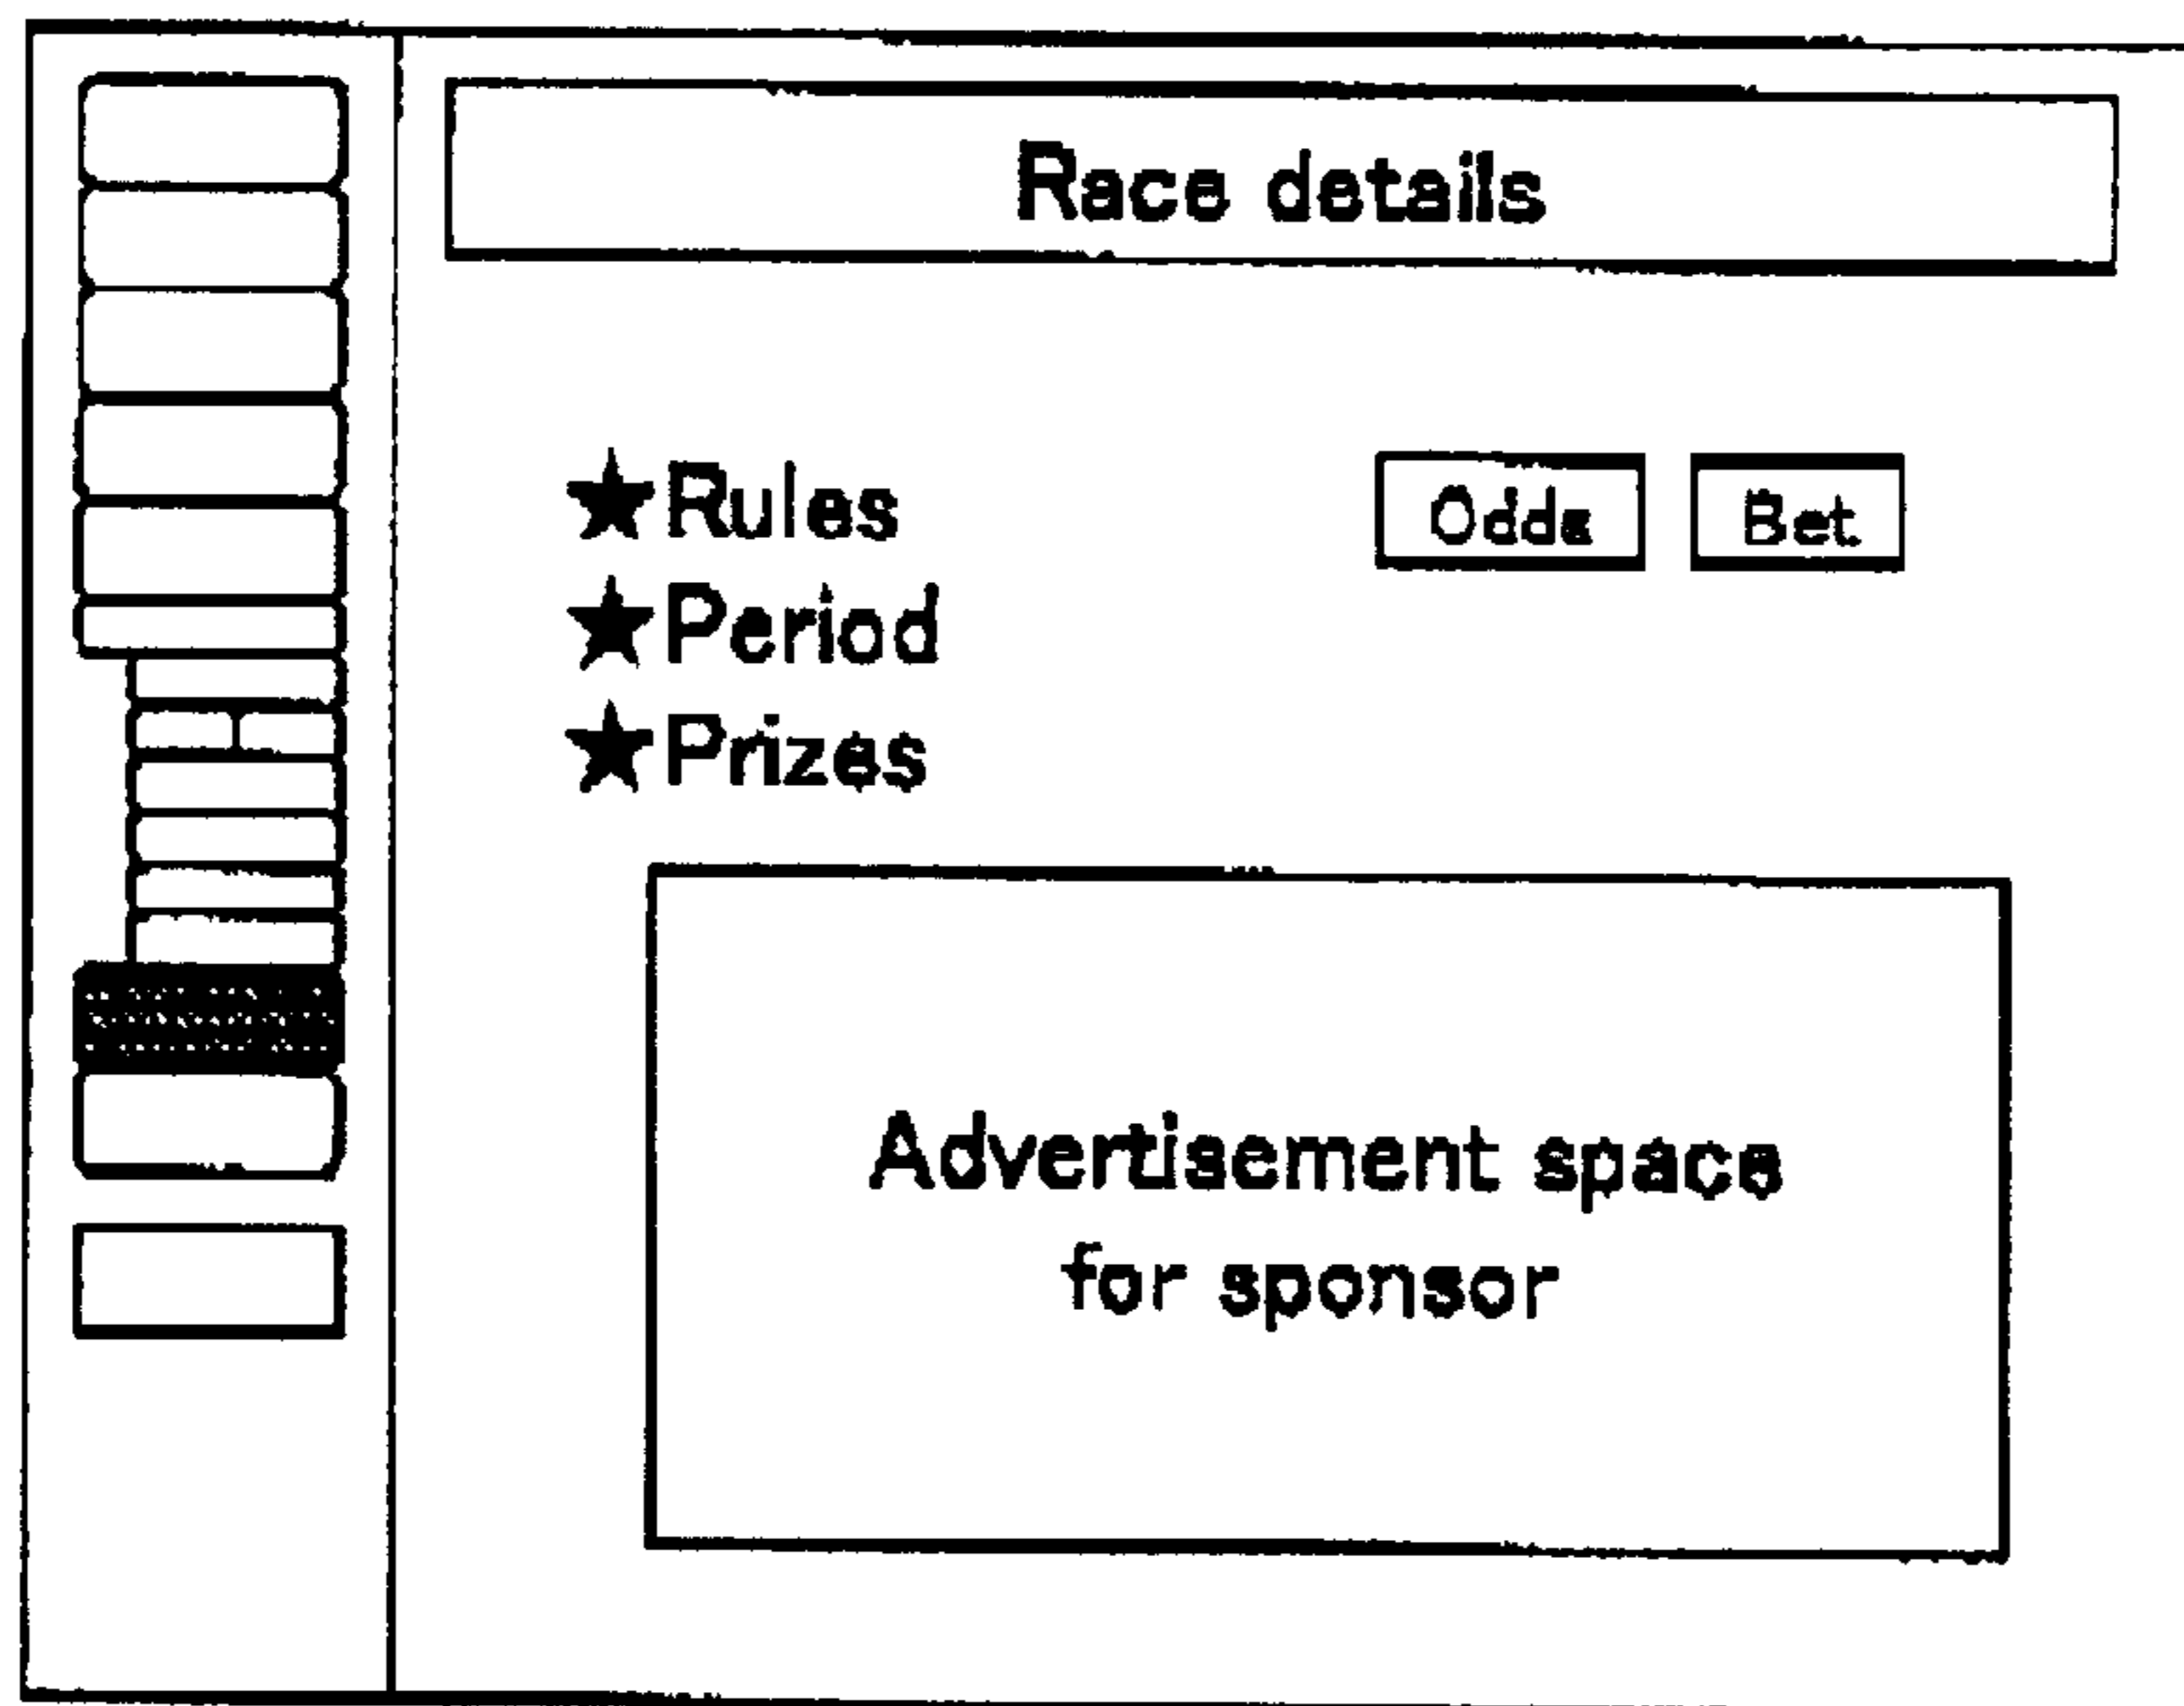 Race details
★Rules
Odds
Bet
★Period
★Prizes
Advertisement space
for sponsor